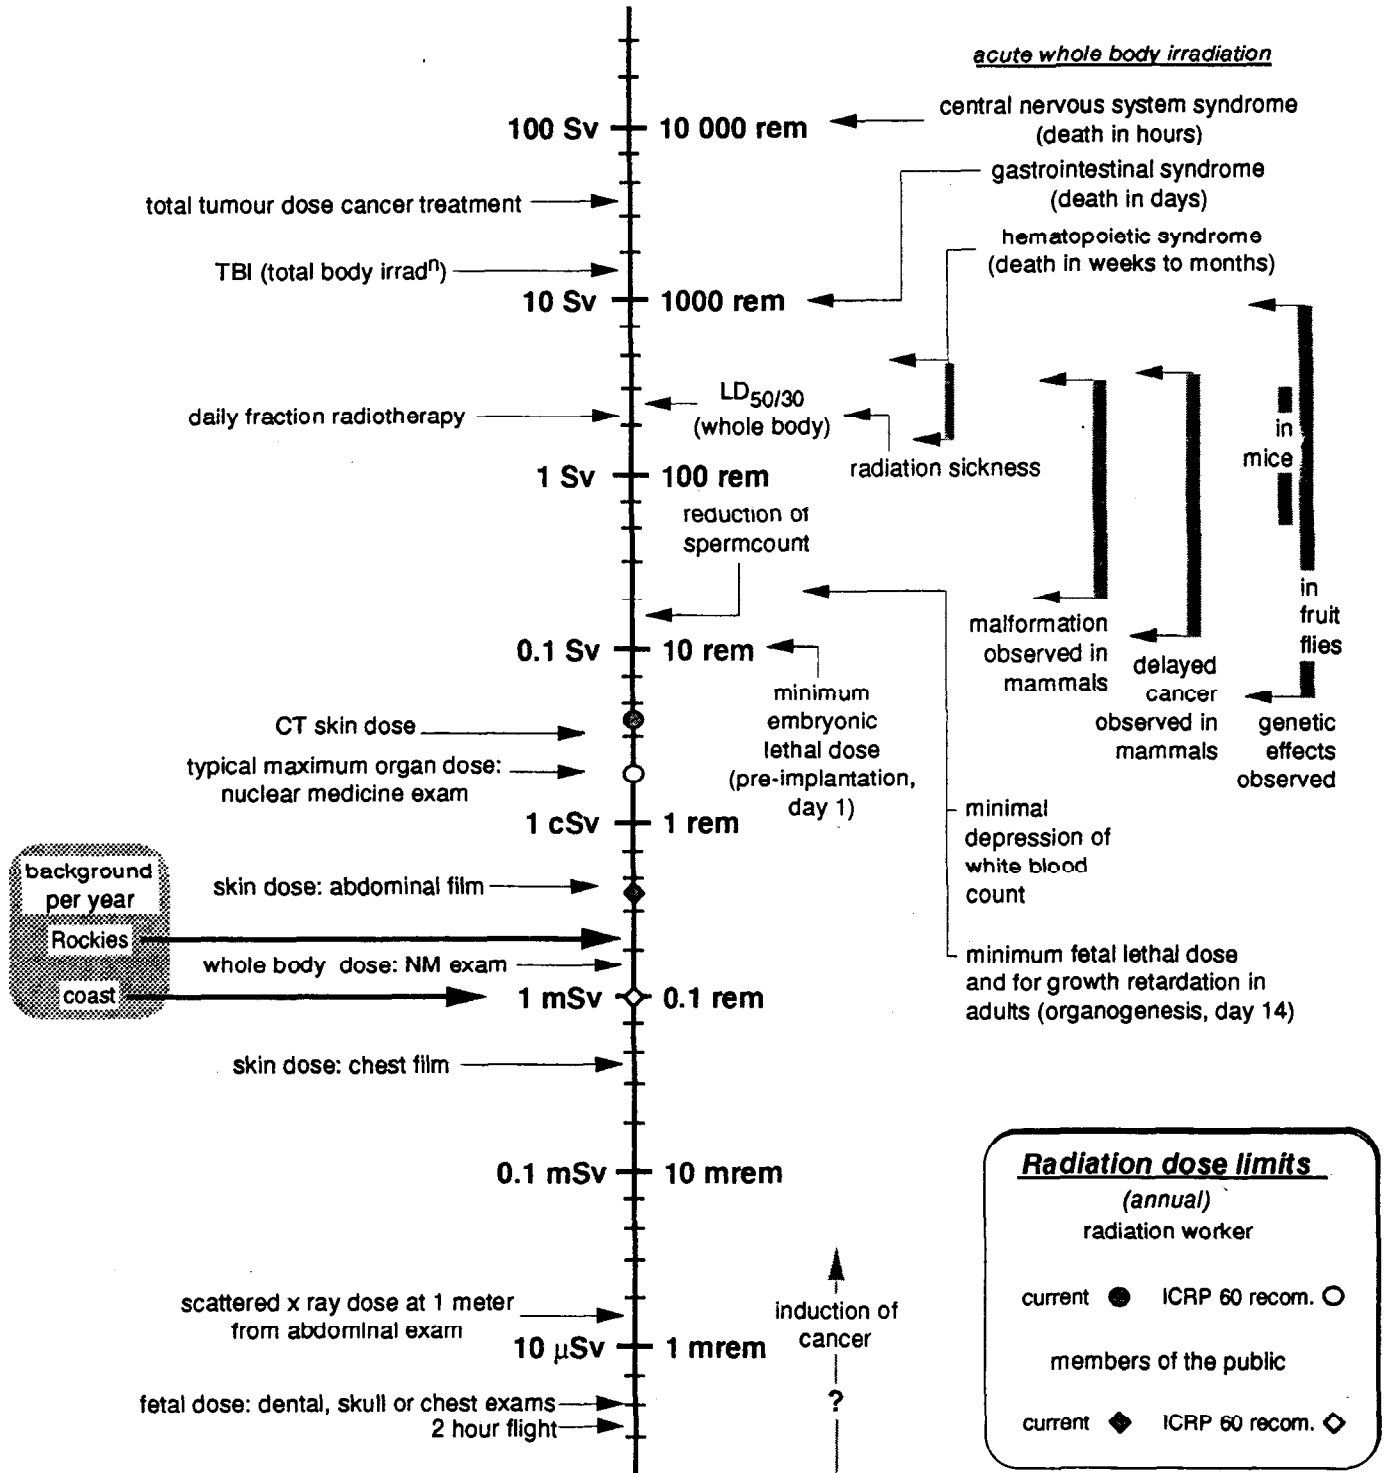 acute whole body irradiation
100 Sv
10 000 rem
central nervous system syndrome
(death in hours)
gastrointestinal syndrome
(death in days)
total tumour dose cancer treatment
hematopoietic syndrome
(death in weeks to months)
TBI (total body irradⁿ)
10 Sv
1000 rem
LD50/30
(whole body)
daily fraction radiotherapy
in
mice
radiation sickness
1 Sv
100 rem
reduction of
spermcount
in
fruit
flies
malformation
observed in
mammals
0.1 Sv
10 rem
delayed
cancer
observed in
mammals
minimum
embryonic
lethal dose
(pre-implantation,
day 1)
genetic
effects
observed
CT skin dose
typical maximum organ dose:
nuclear medicine exam
1 cSv
1 rem
minimal
depression of
white blood
count
background
per year
Rockies
coast
skin dose: abdominal film
whole body dose: NM exam
minimum fetal lethal dose
and for growth retardation in
adults (organogenesis, day 14)
1 mSv
0.1 rem
skin dose: chest film
0.1 mSv
10 mrem
Radiation dose limits
(annual)
radiation worker
current ICRP 60 recom.
members of the public
current ICRP 60 recom.
scattered x ray dose at 1 meter
from abdominal exam
induction of
cancer
?
10 µSv
1 mrem
fetal dose: dental, skull or chest exams
2 hour flight